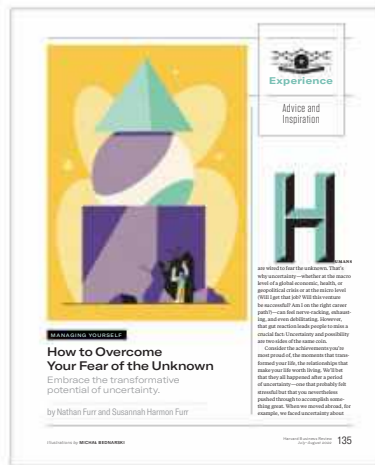 Experience
Advice and
Inspiration
MANAGING YOURSELF
How to Overcome
Your Fear of the Unknown
Embrace the transformative
potential of uncertainty.
by Nathan Furr and Susannah Harmon Furr
HUMANS
are wired to fear the unknown. That's
why uncertainty—whether at the macro
level of a global economic, health, or
geopolitical crisis or at the micro level
(Will I get that job? Will this venture
be successful? Am I on the right career
path?)—can feel nerve-racking, exhaust-
ing, and even debilitating. However,
that gut reaction leads people to miss a
crucial fact: Uncertainty and possibility
are two sides of the same coin.
Consider the achievements you're
most proud of, the moments that trans-
formed your life, the relationships that
make your life worth living. We'll bet
that they all happened after a period
of uncertainty—one that probably felt
stressful but that you nevertheless
pushed through to accomplish some-
thing great. When we moved abroad, for
example, we faced uncertainty about
Illustrations by MICHAL BEDNARSKI
Harvard Business Review
July–August
135